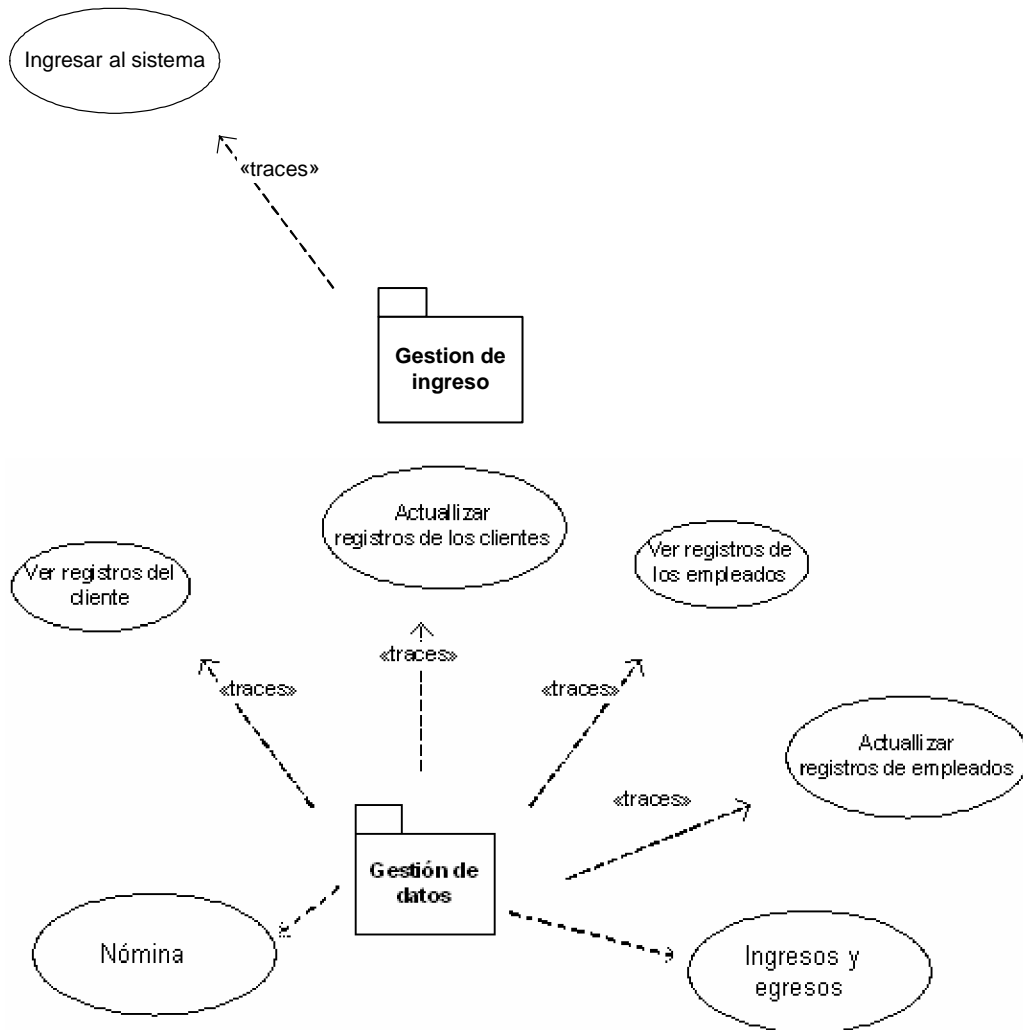 Ingresar al sistema
«traces»
Gestion de
ingreso
Actuallizar
registros de los clientes
Ver registros de
los empleados
Ver registros del
cliente
«traces»
«traces»
«traces»
Actuallizar
registros de empleados
«traces»
Gestión de
datos
Nómina
Ingresos y
egresos